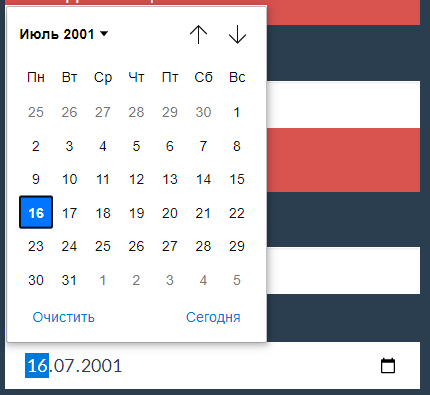 Июль 2001
Пн Вт Ср Чт Пт Сб Вс
25 26 27 28 29 30 1
2 3 4 5 6 7 8
9 10 11 12 13 14 15
16 17 18 19 20 21 22
23 24 25 26 27 28 29
30 31 1 2 3 4 5
Очистить Сегодня
16.07.2001